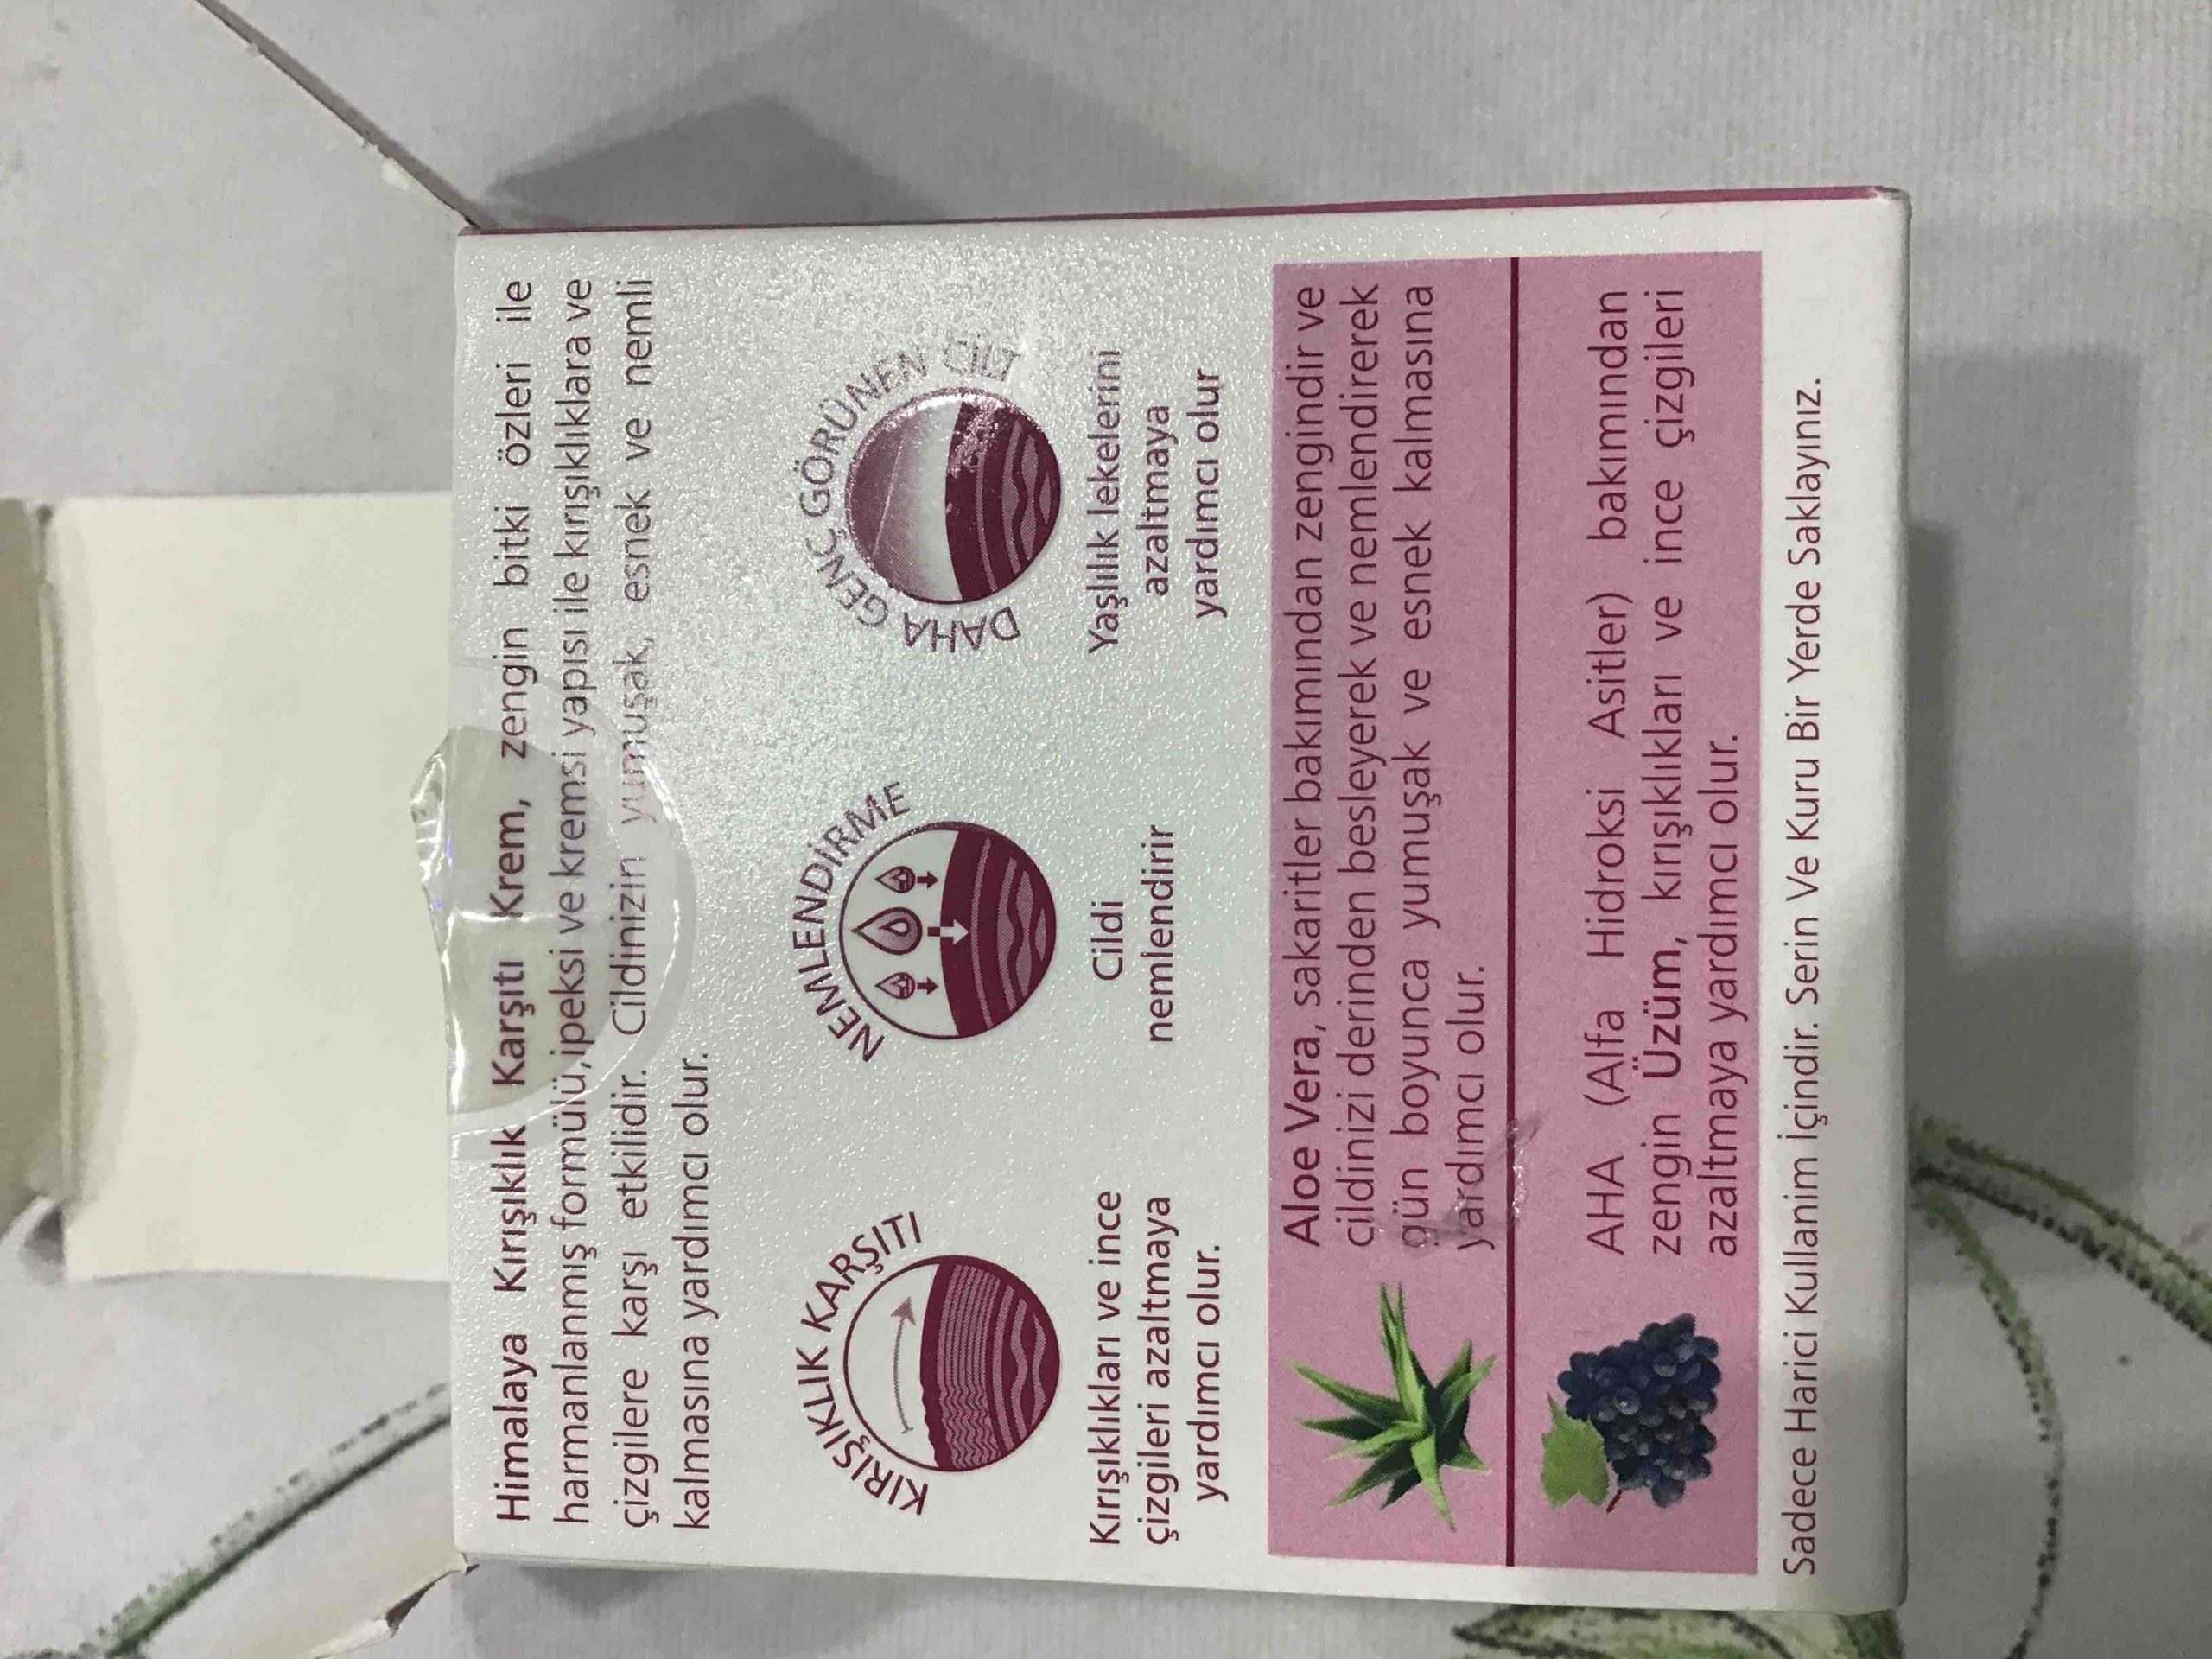 Himalaya Kırışıklık Karşıtı Krem, zengin bitki özleri ile
harmanlanmış formülü,ipeksi ve kremsi yapısı ile kırışıklıklara ve
çizgilere karşı etkilidir. Cildinizin yumuşak, esnek ve nemli
kalmasına yardımcı olur.
KIRIŞIKLIK KARŞITI
Kırışıklıkları ve ince
çizgileri azaltmaya
yardımcı olur.
NEMLENDİRME
Cildi
nemlendirir
DAHA GENÇ GÖRÜNEN CİLT
Yaşlılık lekelerini
azaltmaya
yardımcı olur
Aloe Vera, sakaritler bakımından zengindir ve
cildinizi derinden besleyerek ve nemlendirerek
gün boyunca yumuşak ve esnek kalmasına
yardımcı olur.
AHA (Alfa Hidroksi Asitler) bakımından
zengin Üzüm, kırışıklıkları ve ince çizgileri
azaltmaya yardımcı olur.
Sadece Harici Kullanim İçindir. Serin Ve Kuru Bir Yerde Saklayınız.